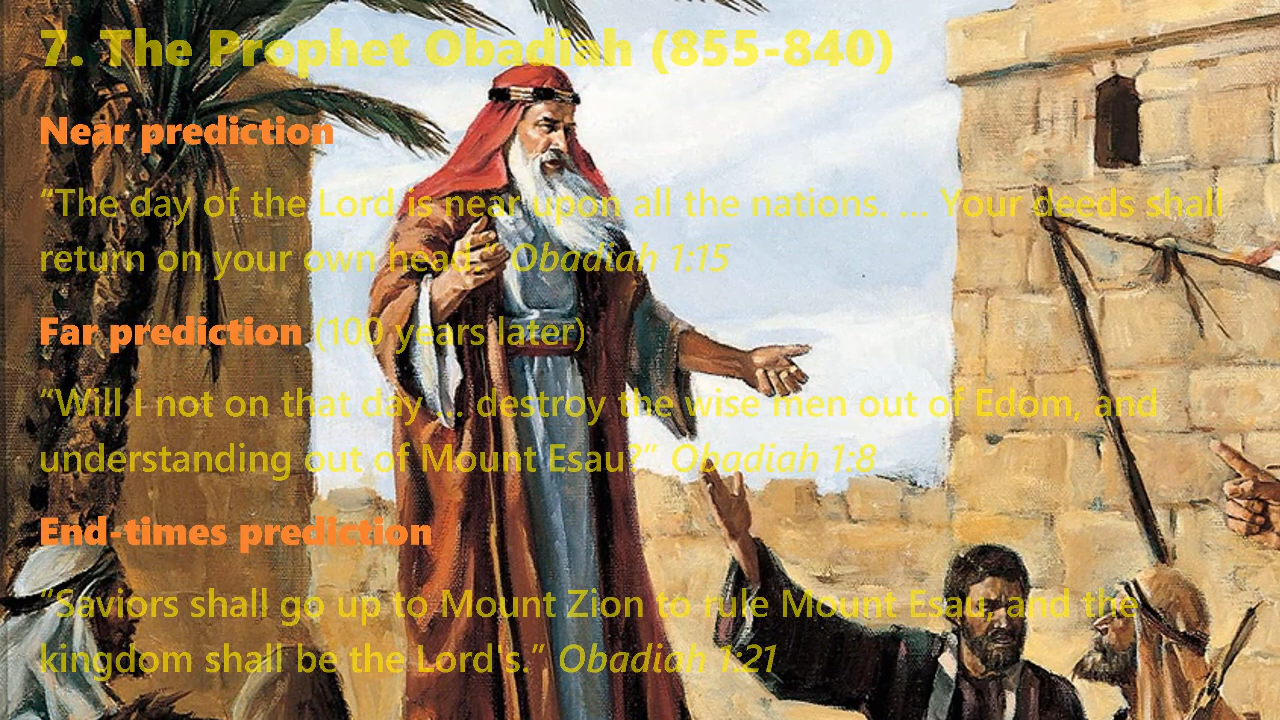 7. The Prophet Obadiah (855-840)
Near prediction
“The day of the Lord is near upon all the nations. ... Your deeds shall
return on your own head.” Obadiah 1:15
Far prediction (100 years later)
“Will I not on that day ... destroy the wise men out of Edom, and
understanding out of Mount Esau?” Obadiah 1:8
End-times prediction
“Saviors shall go up to Mount Zion to rule Mount Esau, and the
kingdom shall be the Lord's.” Obadiah 1:21